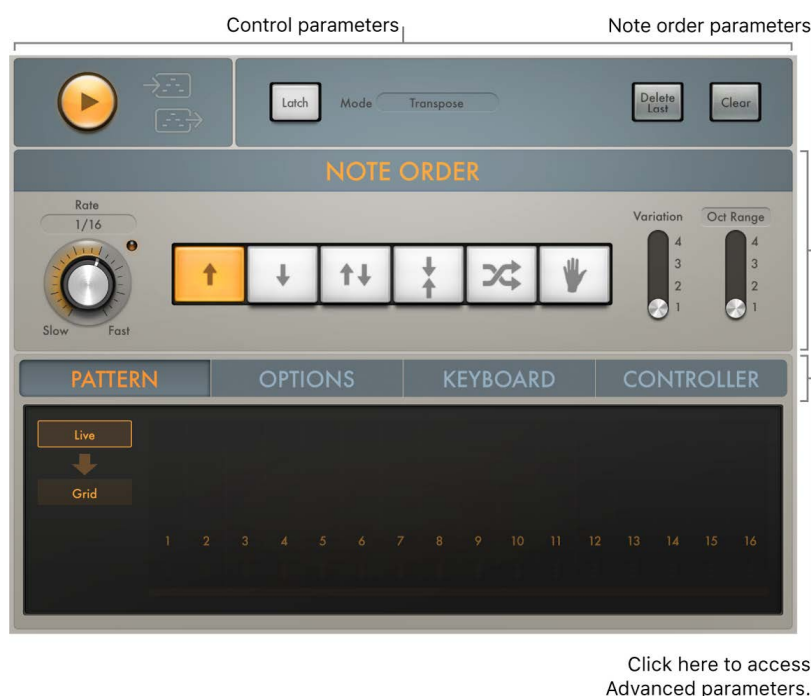 Control parameters
Note order parameters
Latch
Mode
Transpose
Delete
Last
Clear
NOTE ORDER
Rate
1/16
Slow
Fast
Variation
4
3
2
1
Oct Range
4
3
2
1
PATTERN
OPTIONS
KEYBOARD
CONTROLLER
Live
Grid
1 2 3 4 5 6 7 8 9 10 11 12 13 14 15 16
Click here to access
Advanced parameters.